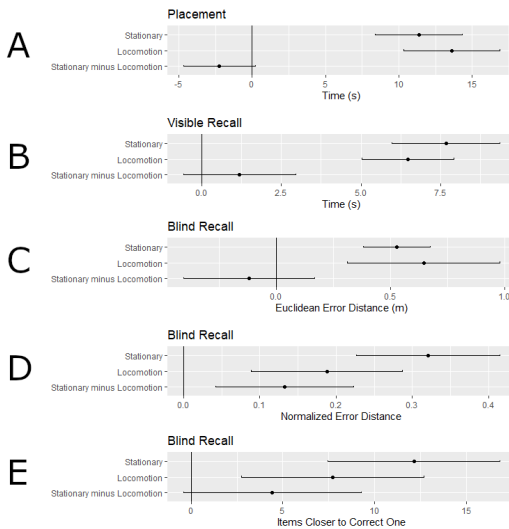 A
Placement
Stationary
Locomotion
Stationary minus Locomotion
-5 0 5 10 15
Time (s)
B
Visible Recall
Stationary
Locomotion
Stationary minus Locomotion
0.0 2.5 5.0 7.5
Time (s)
C
Blind Recall
Stationary
Locomotion
Stationary minus Locomotion
0.0 0.5 1.0
Euclidean Error Distance (m)
D
Blind Recall
Stationary
Locomotion
Stationary minus Locomotion
0.0 0.1 0.2 0.3 0.4
Normalized Error Distance
E
Blind Recall
Stationary
Locomotion
Stationary minus Locomotion
0 5 10 15
Items Closer to Correct One